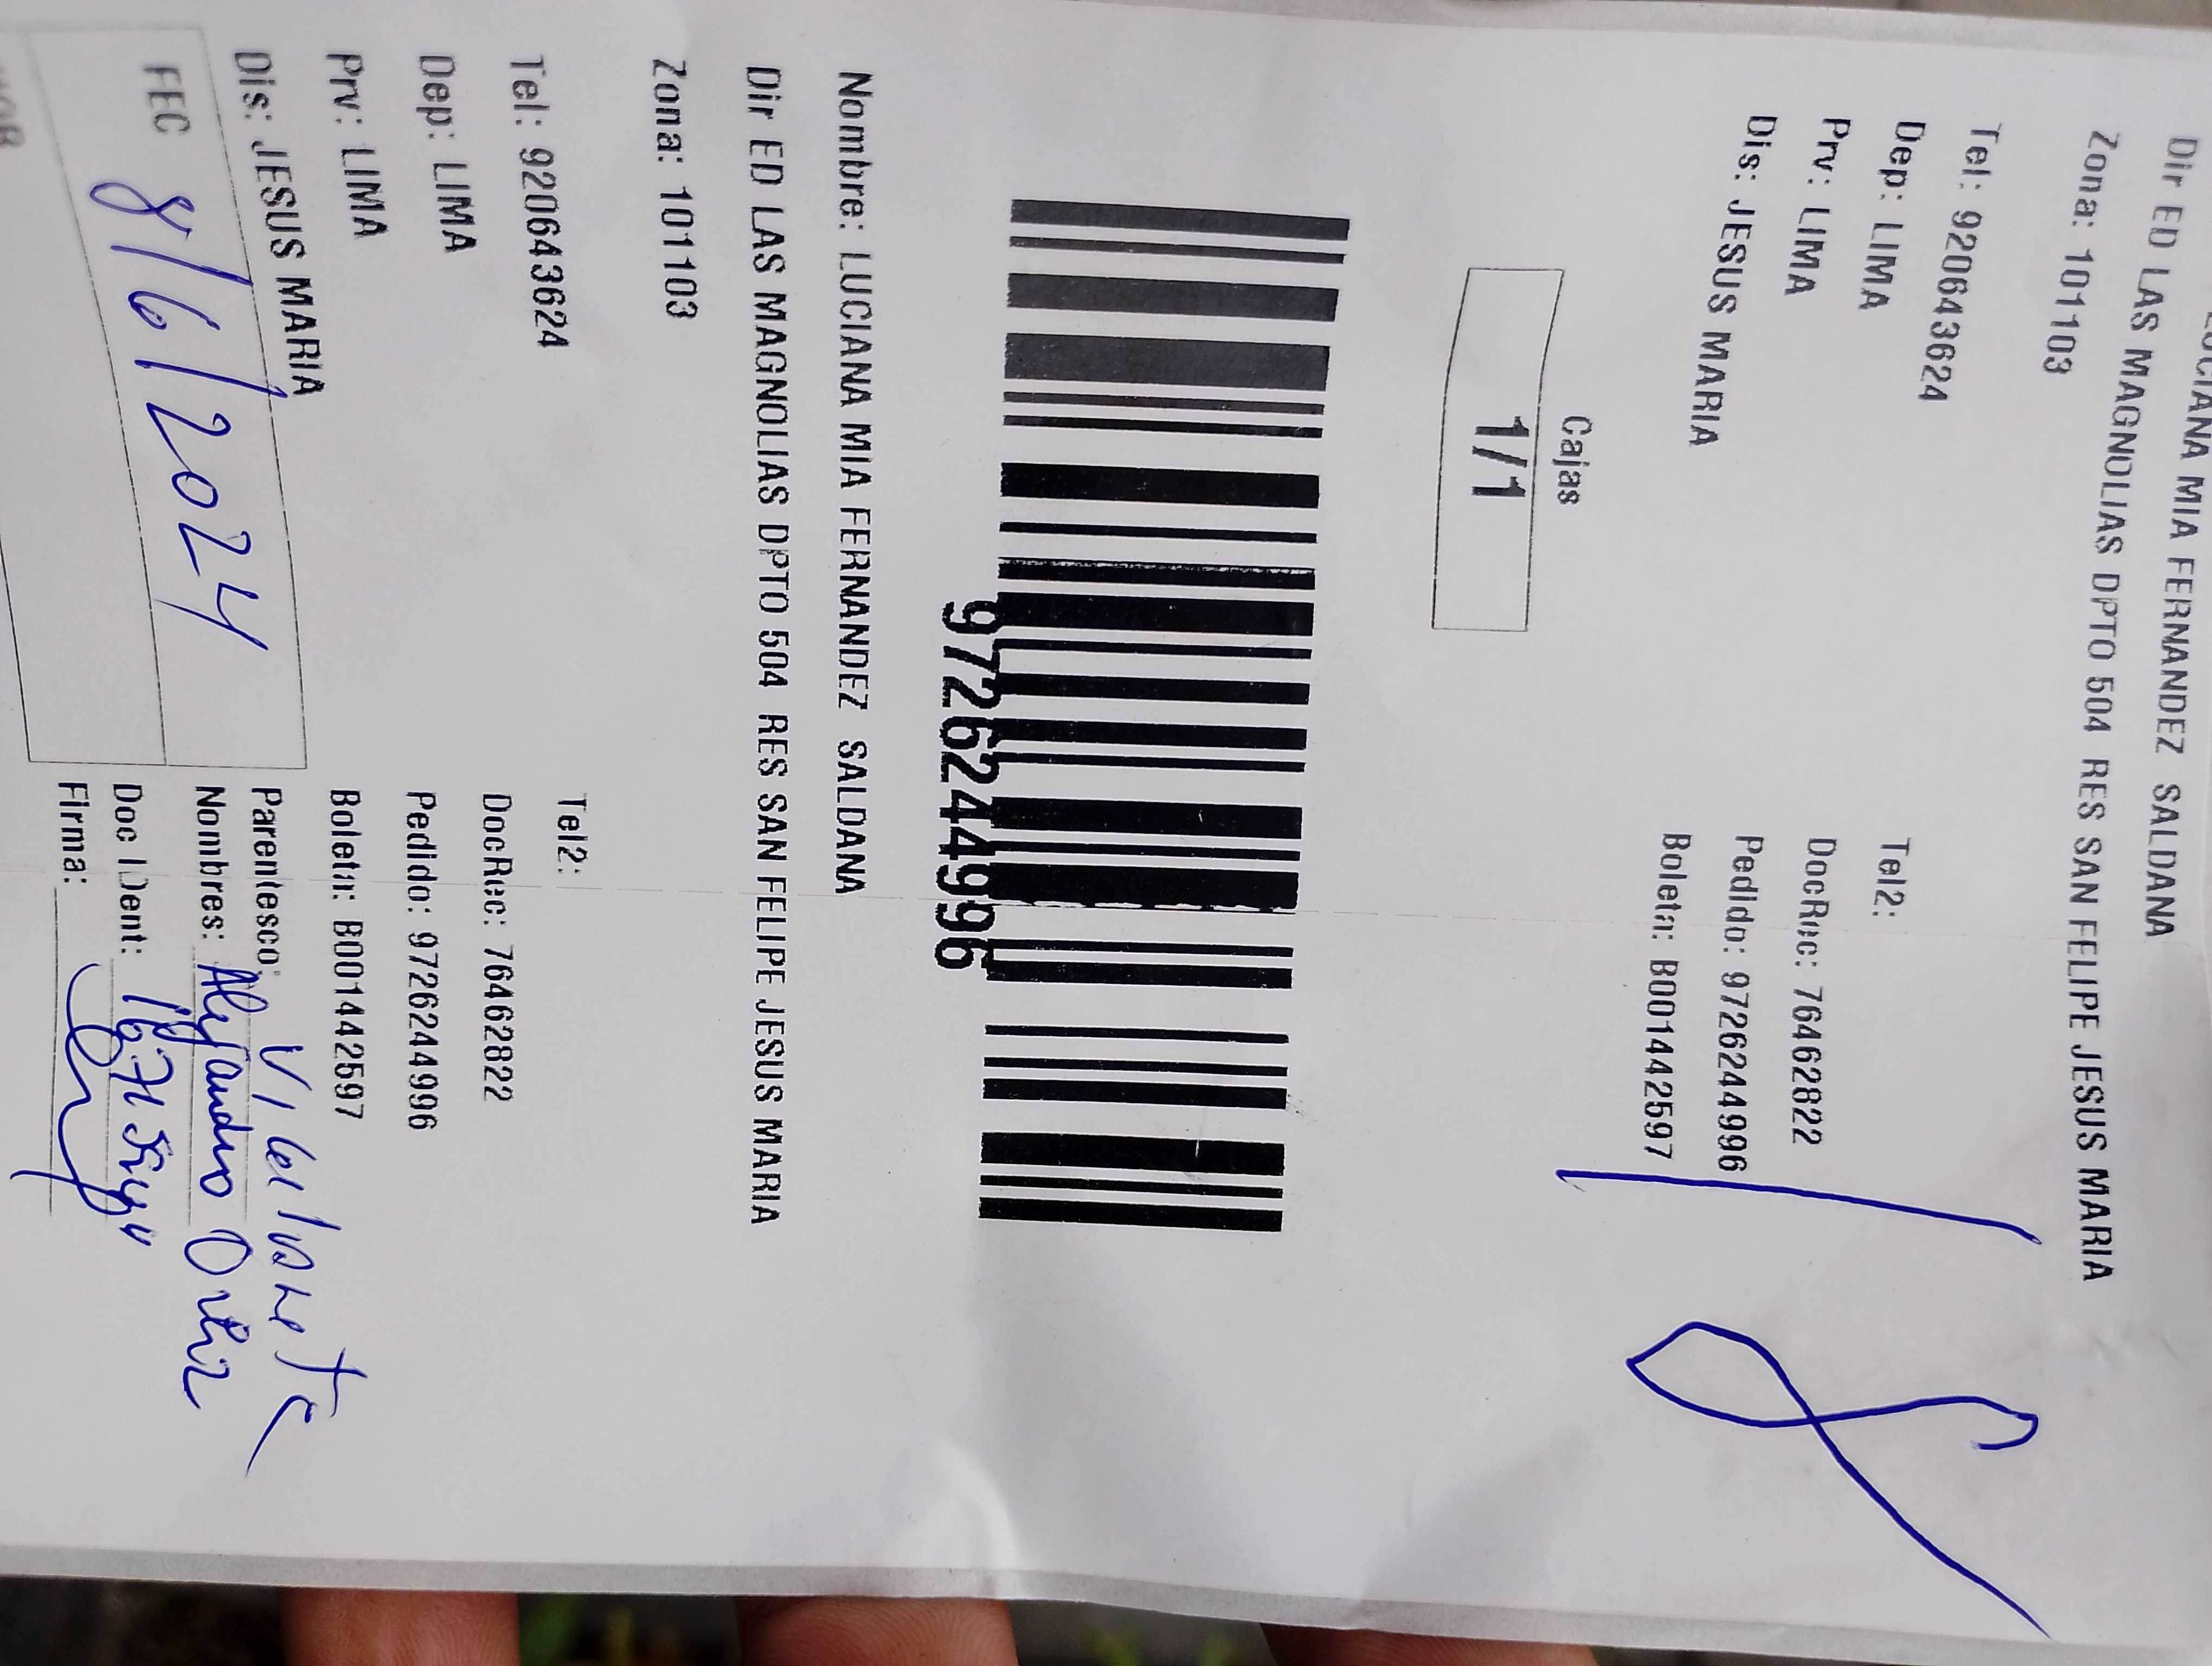 LUCIANA MIA FERNANDEZ SALDANA
Dir ED LAS MAGNOLIAS DPTO 504 RES SAN FELIPE JESUS MARIA
Zona: 101103
Tel: 920643624
Tel2:
Dep: LIMA
DocRec: 76462822
Prv: LIMA
Pedido: 9726244996
Dis: JESUS MARIA
Boleta: B001442597
Cajas
1/1
9726244996
Nombre: LUCIANA MIA FERNANDEZ SALDANA
Dir ED LAS MAGNOLIAS DPTO 504 RES SAN FELIPE JESUS MARIA
Zona: 101103
Tel: 920643624
Tel2:
Dep: LIMA
DocRec: 76462822
Prv: LIMA
Pedido: 9726244996
Dis: JESUS MARIA
Boleta: B001442597
FEC 8/6/2024
Parentesco: Vigilante
Nombres: Alejandro
Doc IDent:
Firma: